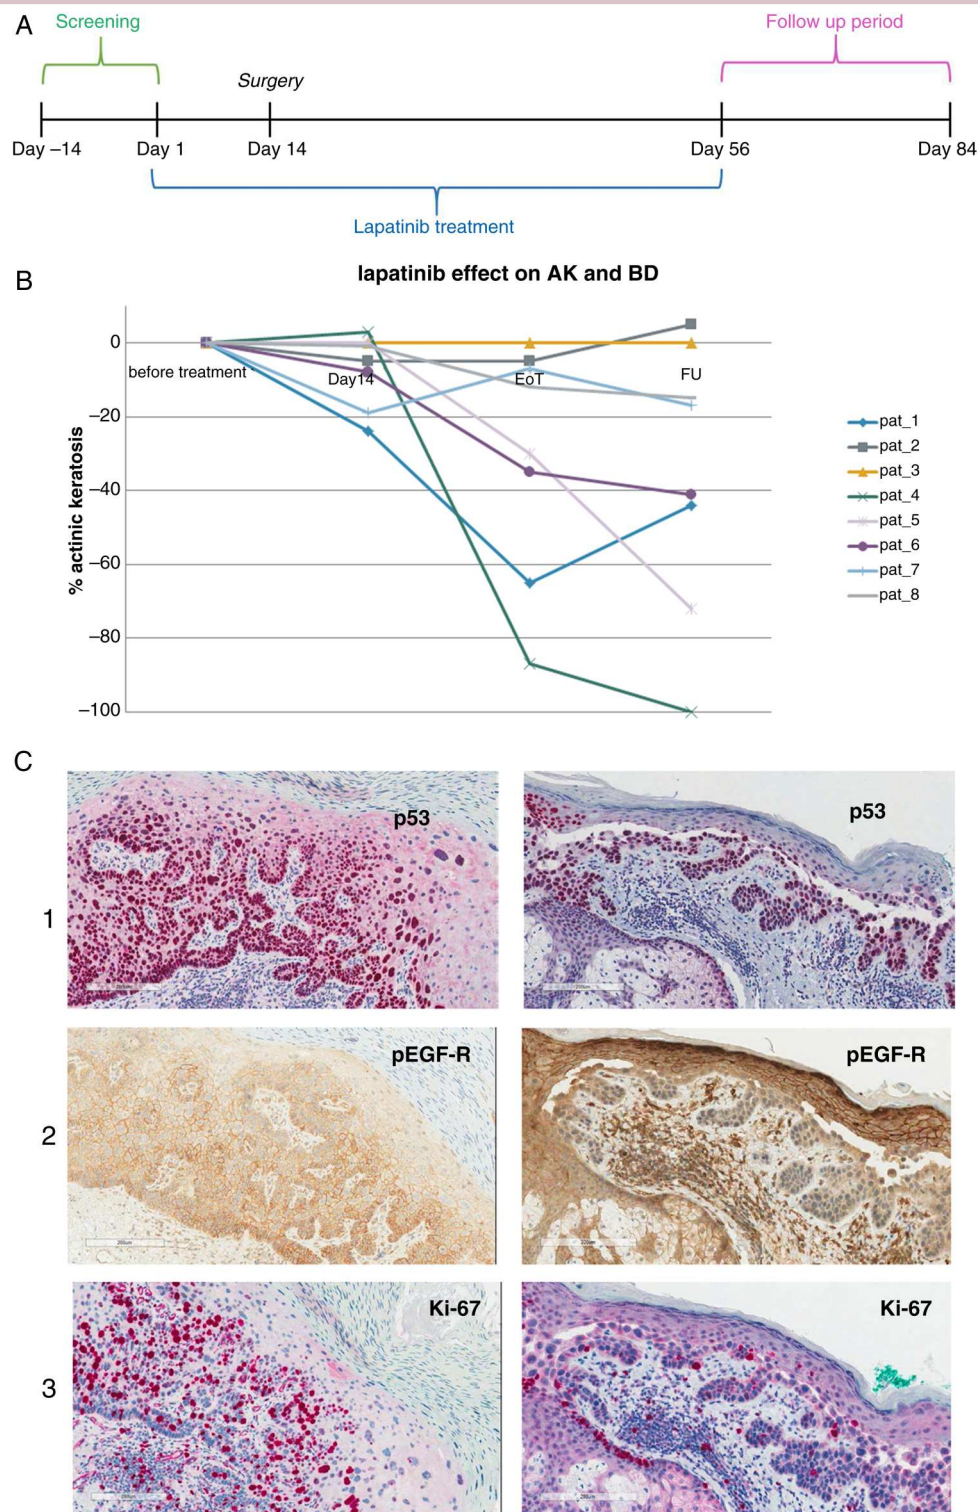 A
Screening
Follow up period
Surgery
Day –14
Day 1
Day 14
Day 56
Day 84
Lapatinib treatment
B
lapatinib effect on AK and BD
% actinic keratosis
0
–20
–40
–60
–80
–100
before treatment
Day14
EoT
FU
pat_1
pat_2
pat_3
pat_4
pat_5
pat_6
pat_7
pat_8
C
1
p53
p53
2
pEGF-R
pEGF-R
200um
3
Ki-67
Ki-67